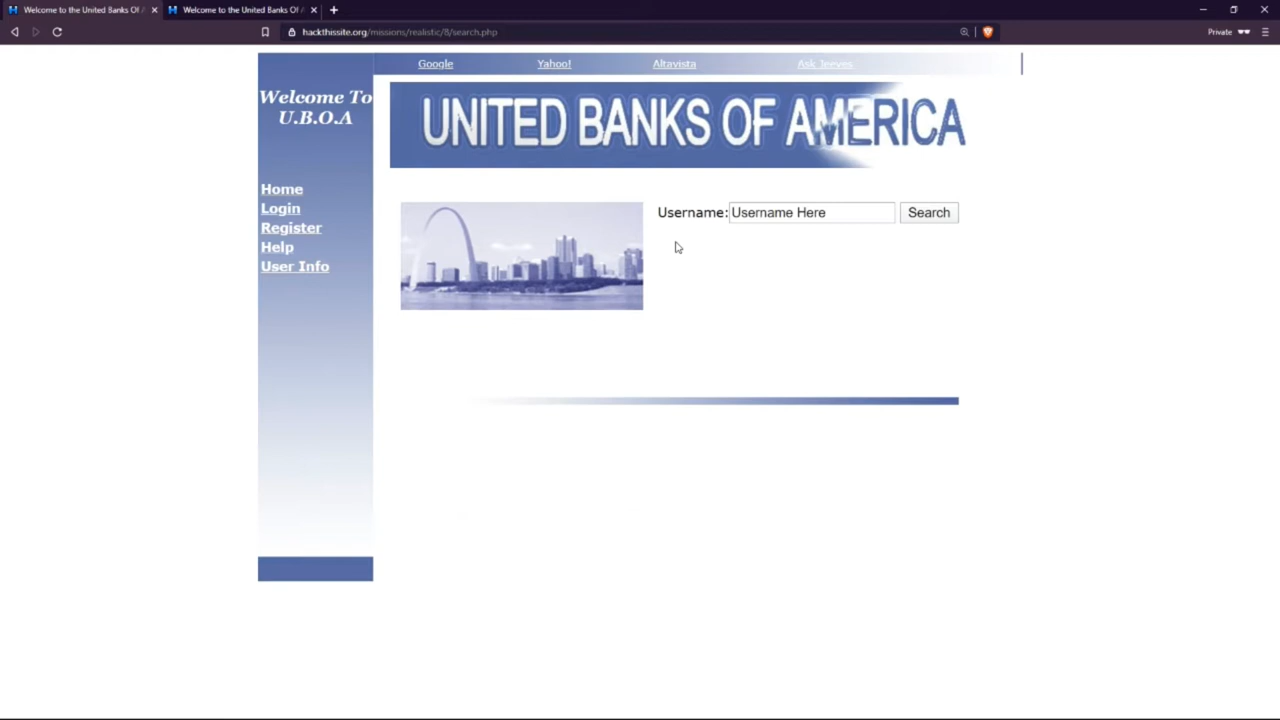 Welcome to the United Banks Of A
Welcome to the United Banks Of A
hackthissite.org/missions/realistic/8/search.php
Private
Google
Yahoo!
Altavista
Ask Jeeves
Welcome To
U.B.O.A
UNITED BANKS OF AMERICA
Home
Login
Register
Help
User Info
Username:
Username Here
Search